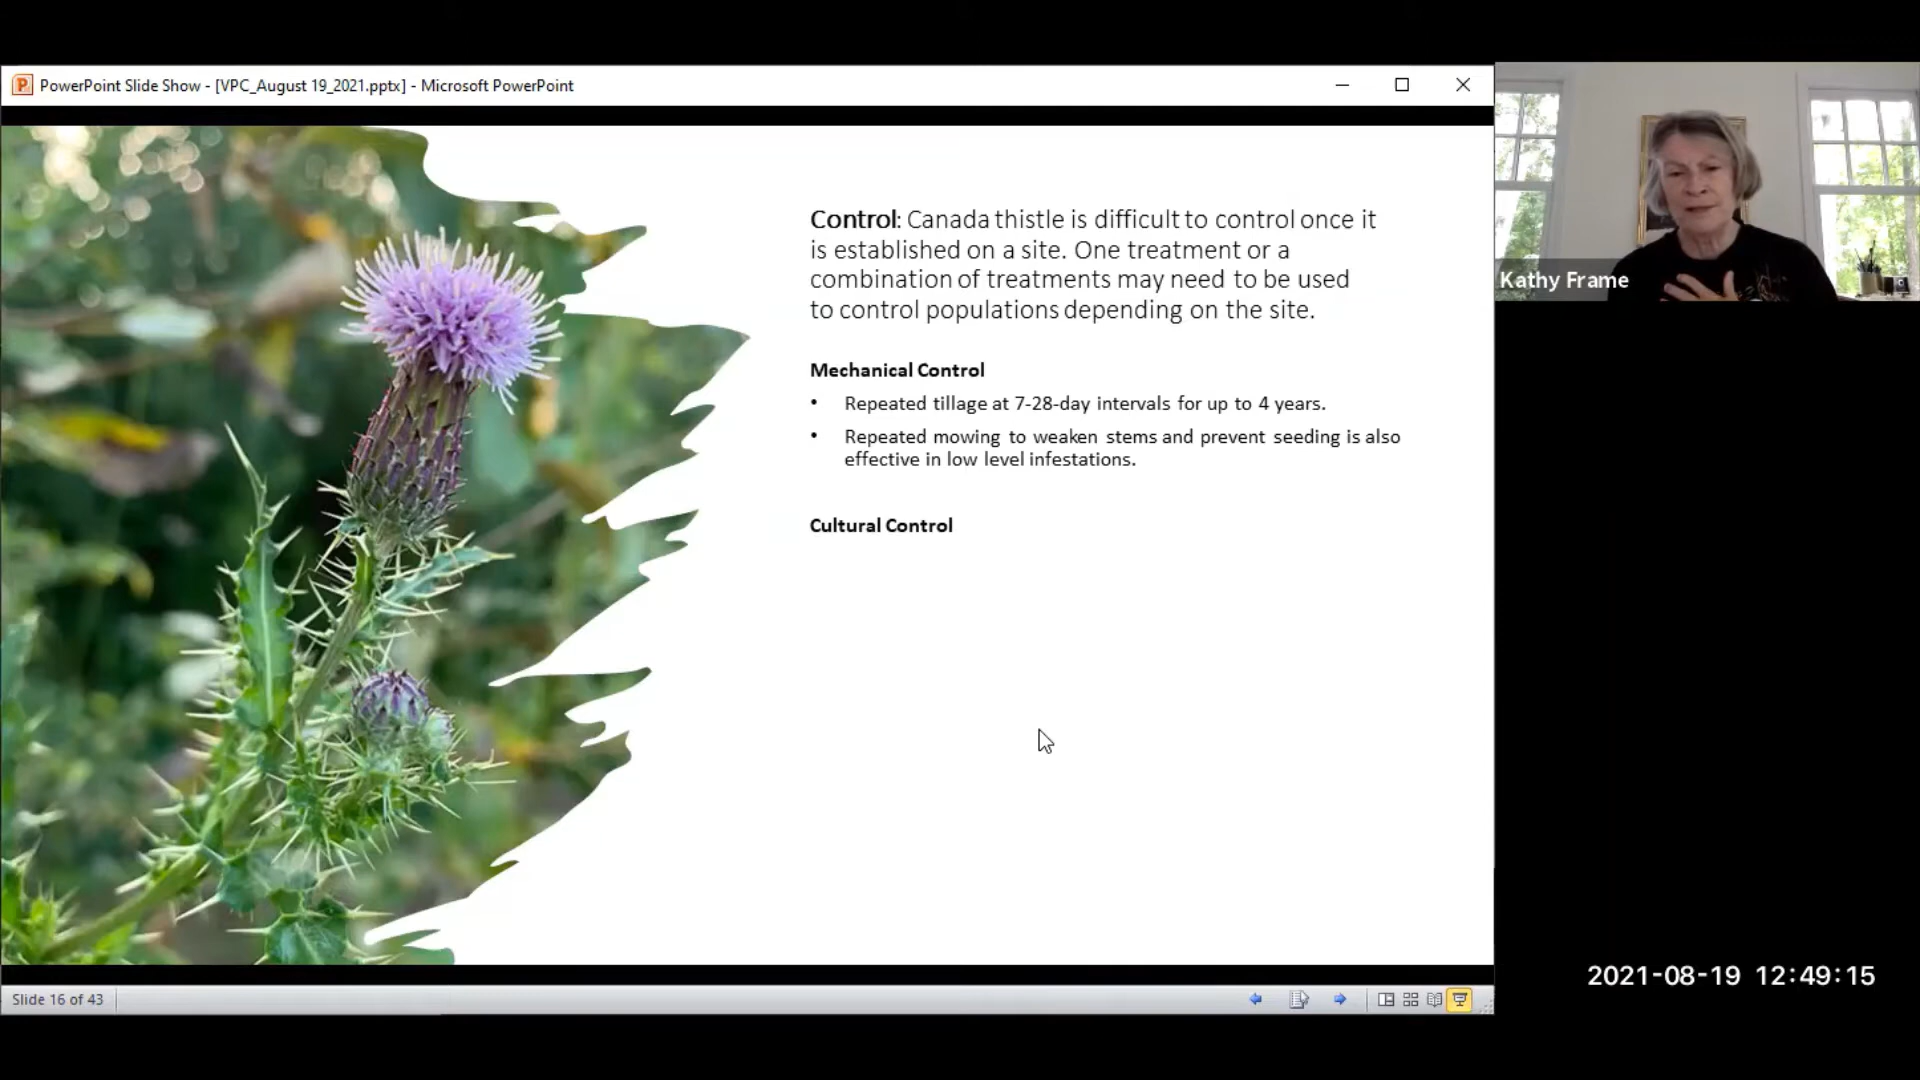 PowerPoint Slide Show - [VPC_August 19_2021.pptx] - Microsoft PowerPoint
Control: Canada thistle is difficult to control once it
is established on a site. One treatment or a
combination of treatments may need to be used
to control populations depending on the site.
Mechanical Control
• Repeated tillage at 7-28-day intervals for up to 4 years.
• Repeated mowing to weaken stems and prevent seeding is also
effective in low level infestations.
Cultural Control
Kathy Frame
2021-08-19 12:49:15
Slide 16 of 43